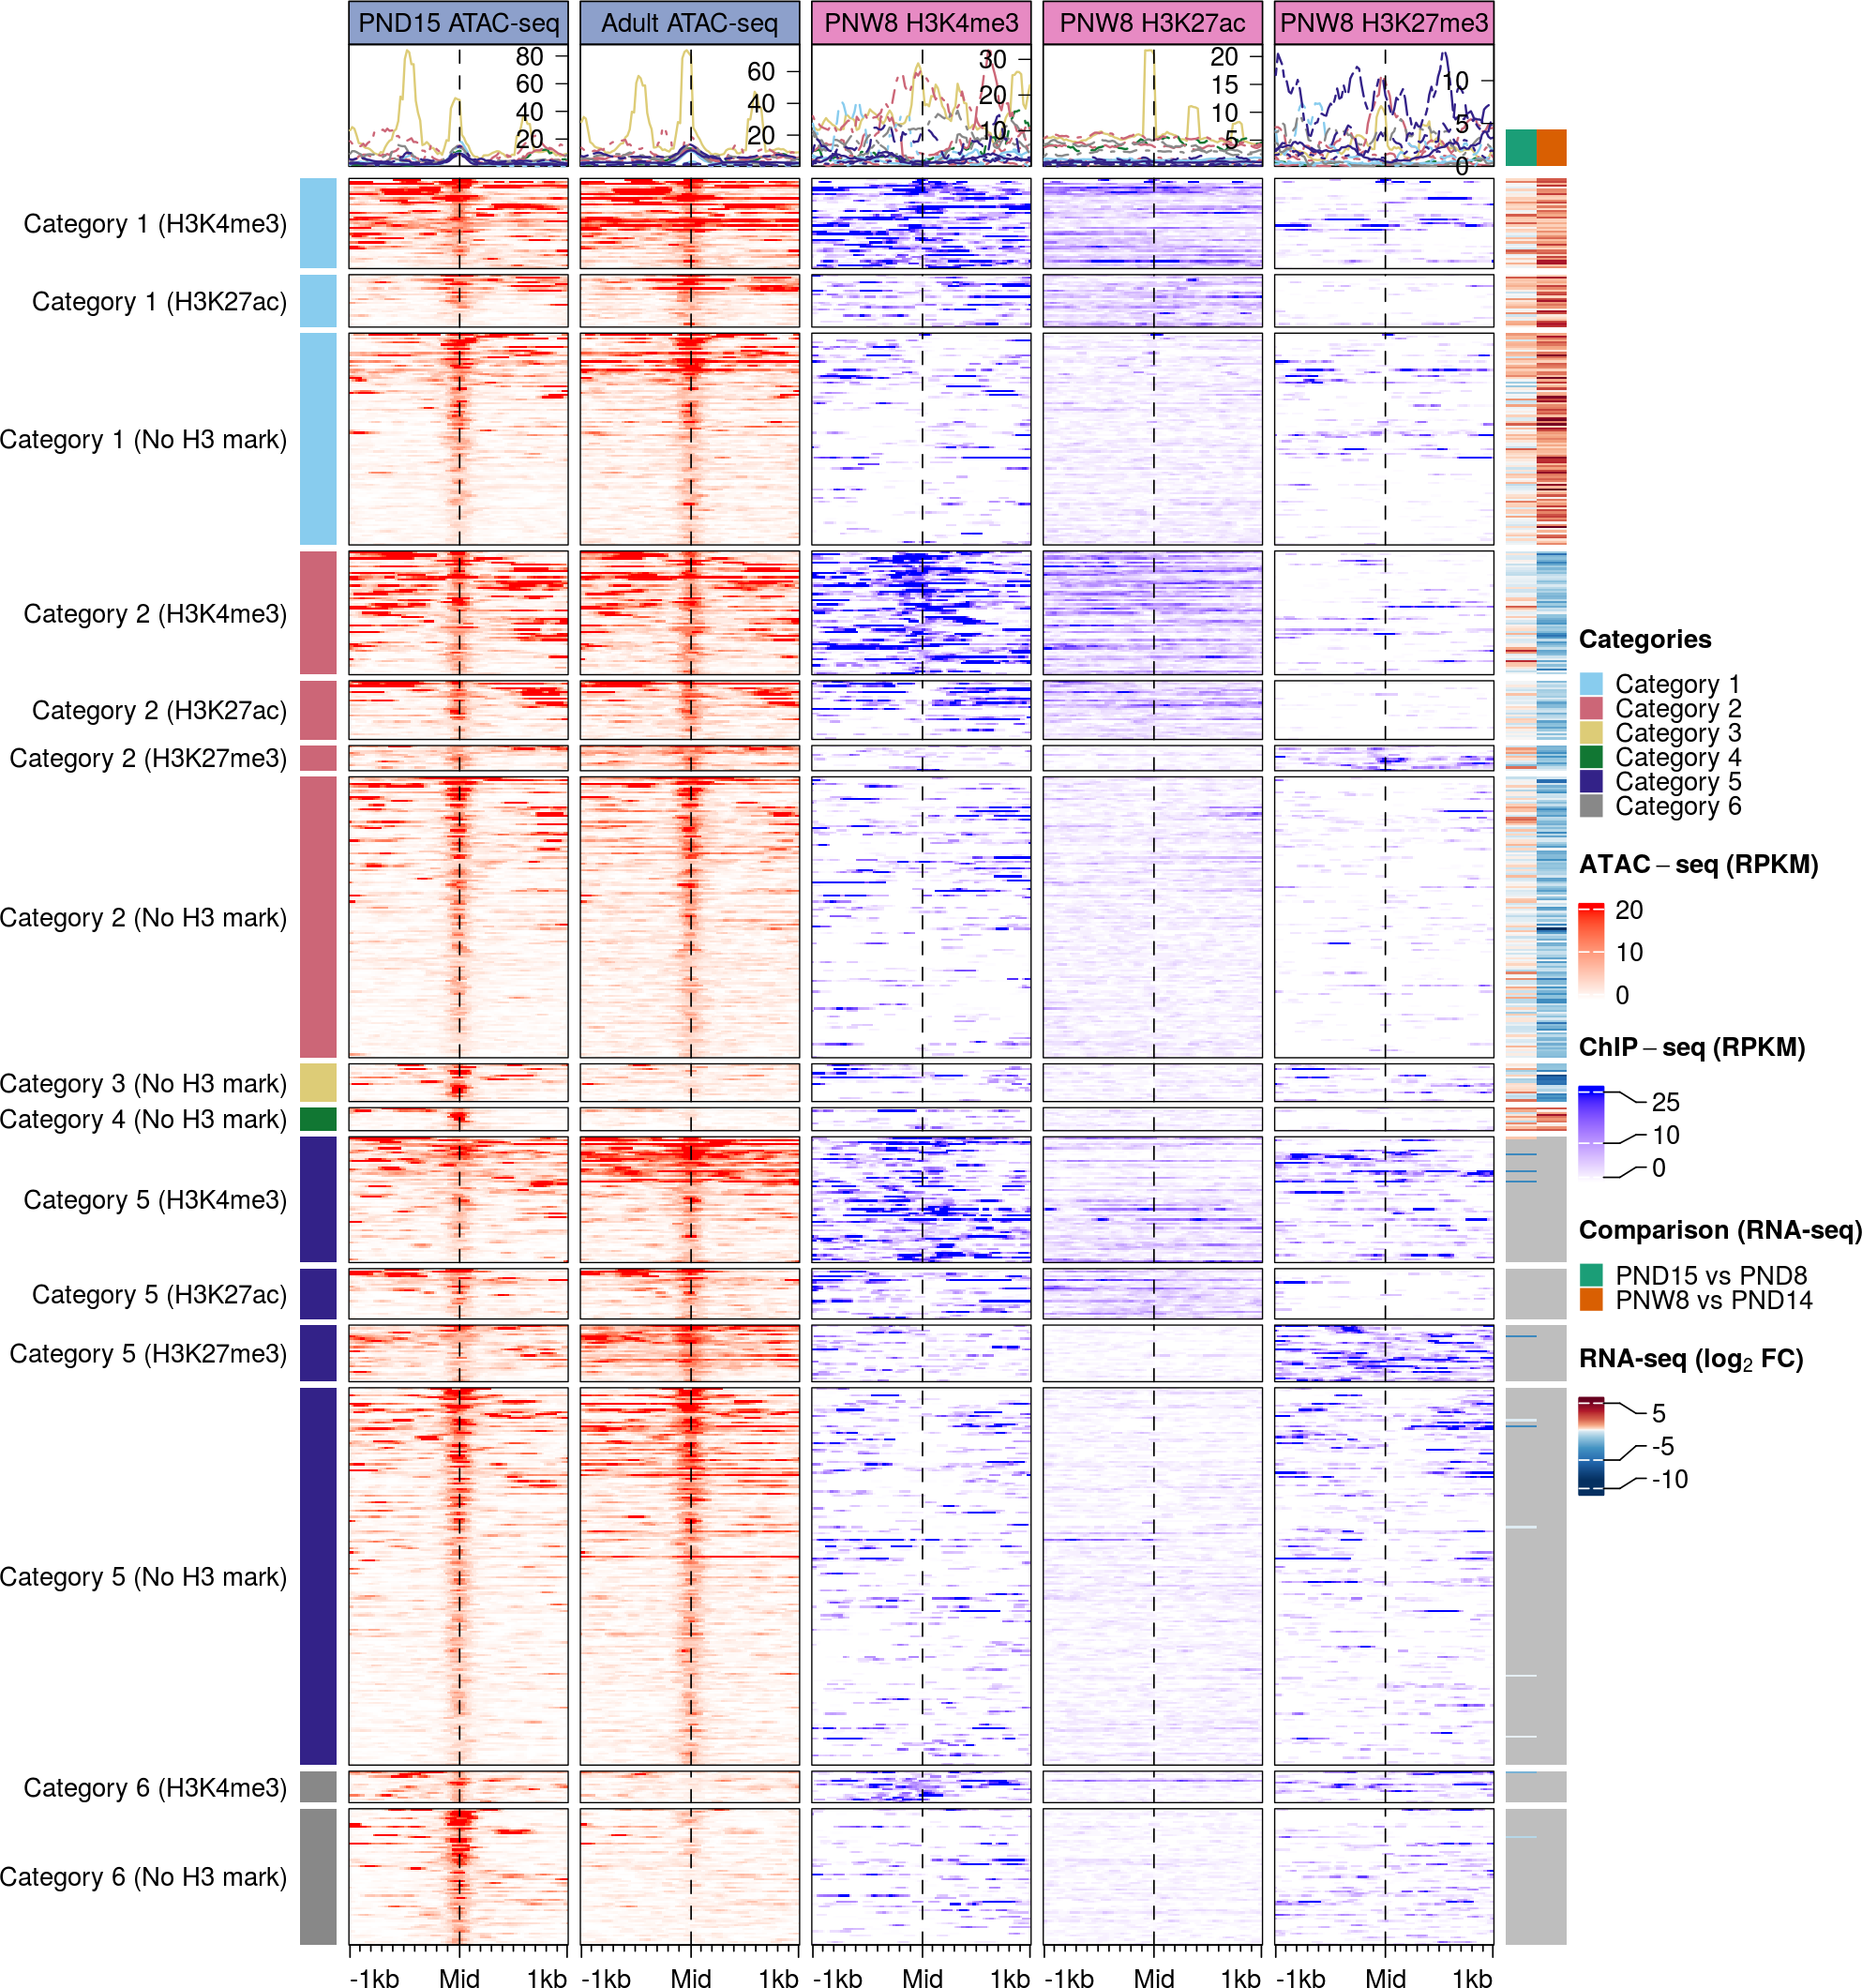 PND15 ATAC-seq
Adult ATAC-seq
PNW8 H3K4me3
PNW8 H3K27ac
PNW8 H3K27me3
80
60
40
20
60
40
20
30
20
10
20
15
10
5
10
5
0
Category 1 (H3K4me3)
Category 1 (H3K27ac)
Category 1 (No H3 mark)
Category 2 (H3K4me3)
Category 2 (H3K27ac)
Category 2 (H3K27me3)
Category 2 (No H3 mark)
Category 3 (No H3 mark)
Category 4 (No H3 mark)
Category 5 (H3K4me3)
Category 5 (H3K27ac)
Category 5 (H3K27me3)
Category 5 (No H3 mark)
Category 6 (H3K4me3)
Category 6 (No H3 mark)
-1kb Mid 1kb
-1kb Mid 1kb
-1kb Mid 1kb
-1kb Mid 1kb
-1kb Mid 1kb
Categories
Category 1
Category 2
Category 3
Category 4
Category 5
Category 6
ATAC–seq (RPKM)
20
10
0
ChIP–seq (RPKM)
25
10
0
Comparison (RNA-seq)
PND15 vs PND8
PNW8 vs PND14
RNA-seq (log₂ FC)
5
-5
-10